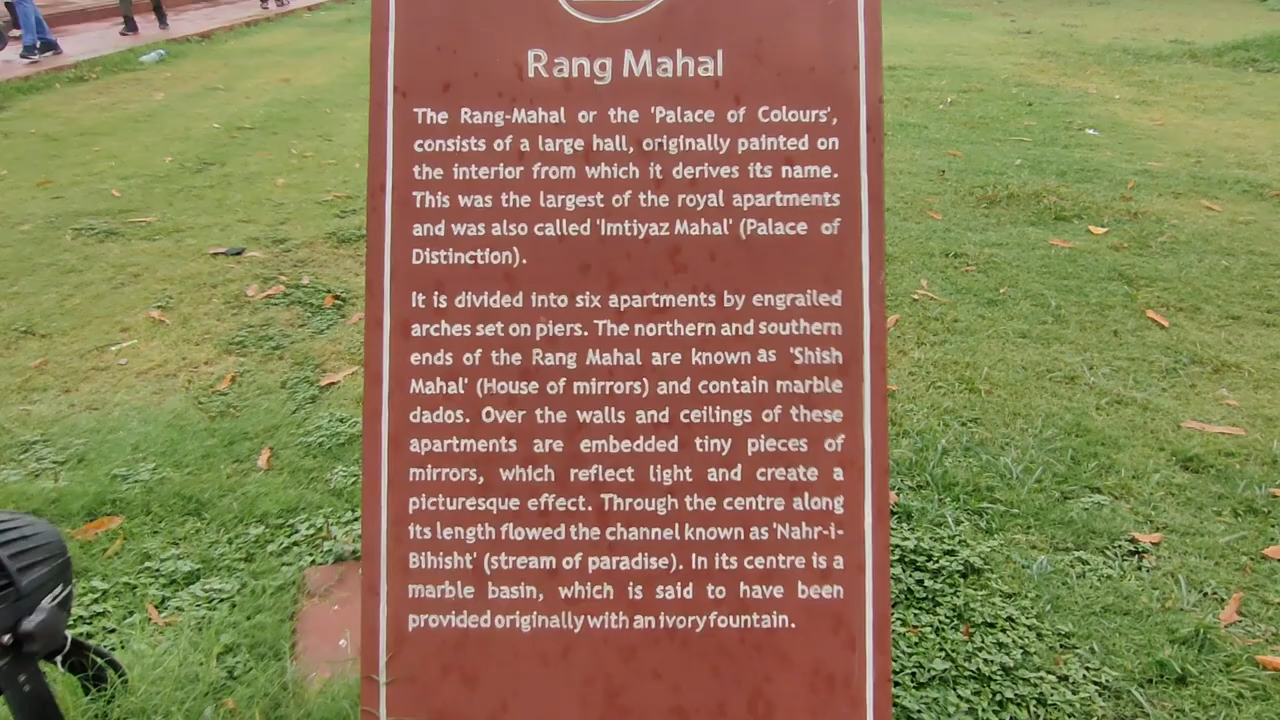 Rang Mahal
The Rang-Mahal or the 'Palace of Colours',
consists of a large hall, originally painted on
the interior from which it derives its name.
This was the largest of the royal apartments
and was also called 'Imtiyaz Mahal' (Palace of
Distinction).
It is divided into six apartments by engrailed
arches set on piers. The northern and southern
ends of the Rang Mahal are known as 'Shish
Mahal' (House of mirrors) and contain marble
dados. Over the walls and ceilings of these
apartments are embedded tiny pieces of
mirrors, which reflect light and create a
picturesque effect. Through the centre along
its length flowed the channel known as 'Nahr-i-
Bihisht' (stream of paradise). In its centre is a
marble basin, which is said to have been
provided originally with an ivory fountain.